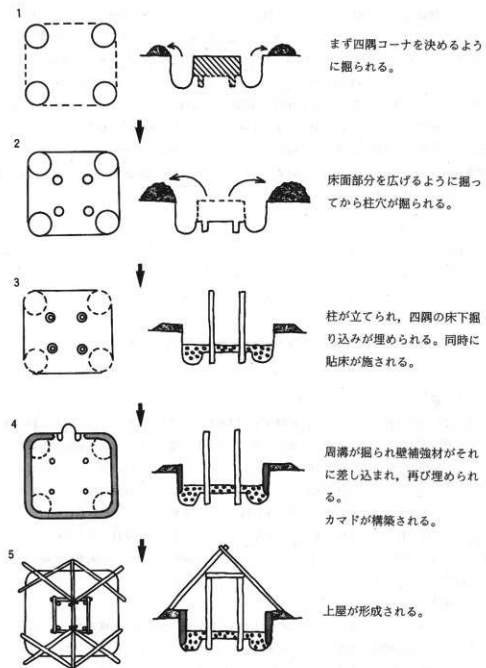 1
まず四隅コーナを決めるよう
に掘られる。
2
床面部分を広げるように掘っ
てから柱穴が掘られる。
3
柱が立てられ，四隅の床下掘
り込みが埋められる。同時に
貼床が施される。
4
周溝が掘られ壁補強材がそれ
に差し込まれ，再び埋められ
る。
カマドが構築される。
5
上屋が形成される。